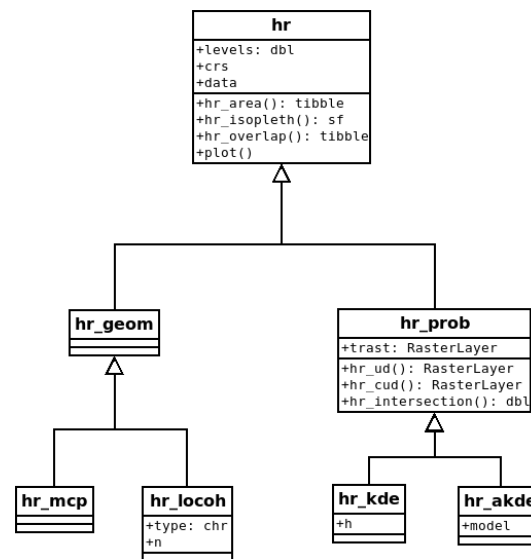 hr
+levels: dbl
+crs
+data
+hr_area(): tibble
+hr_isopleth(): sf
+hr_overlap(): tibble
+plot()
hr_geom
hr_prob
+trast: RasterLayer
+hr_ud(): RasterLayer
+hr_cud(): RasterLayer
+hr_intersection(): dbl
hr_mcp
hr_locoh
+type: chr
+n
hr_kde
+h
hr_akde
+model